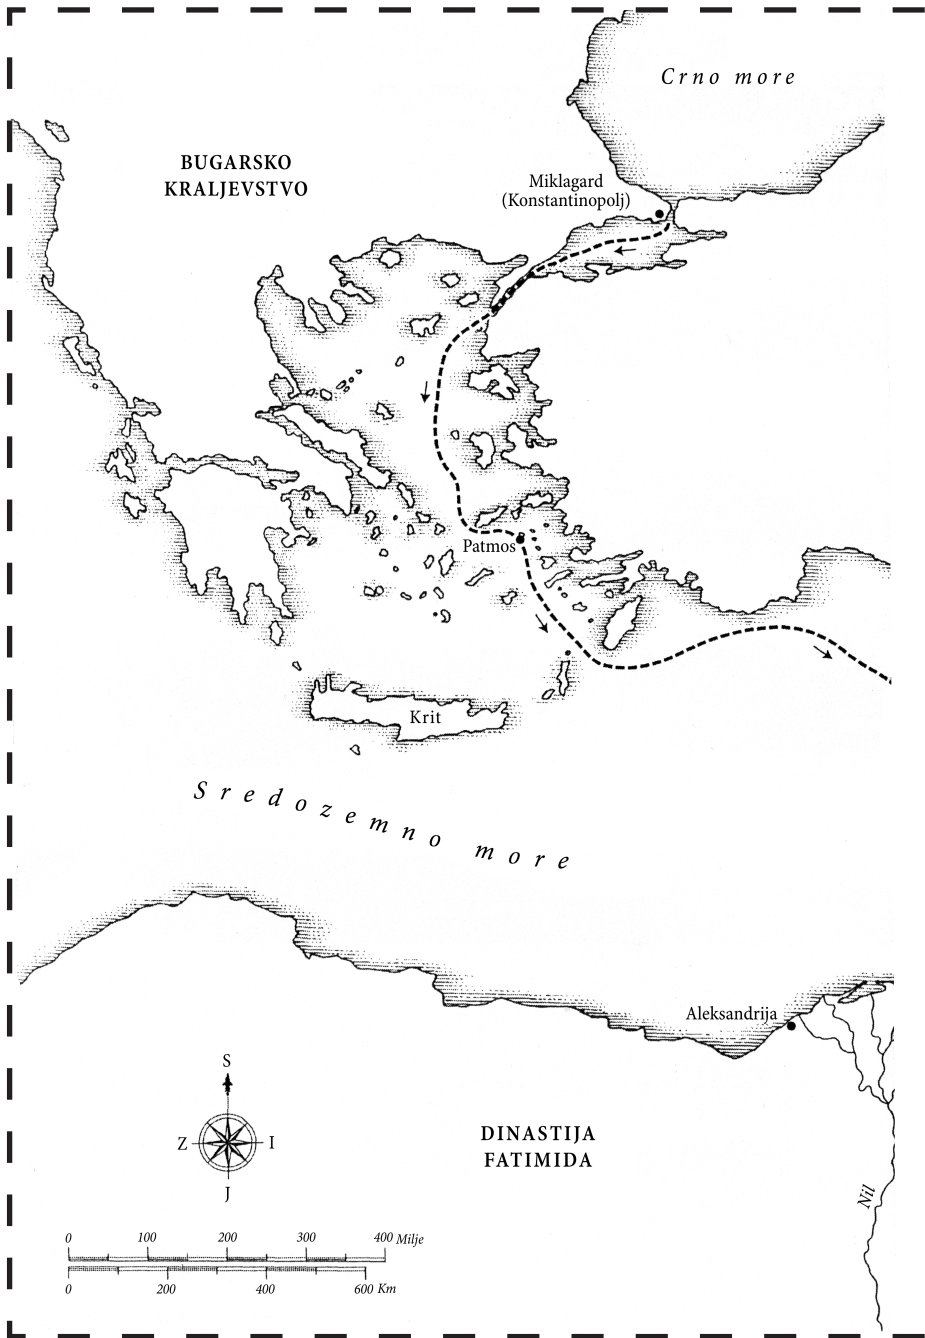 Crno more
BUGARSKO
KRALJEVSTVO
Miklagard
(Konstantinopolj)
Patmos
Krit
Sredozemno more
Aleksandrija
S
Z I
J
DINASTIJA
FATIMIDA
Nil
0 100 200 300 400 Milje
0 200 400 600 Km